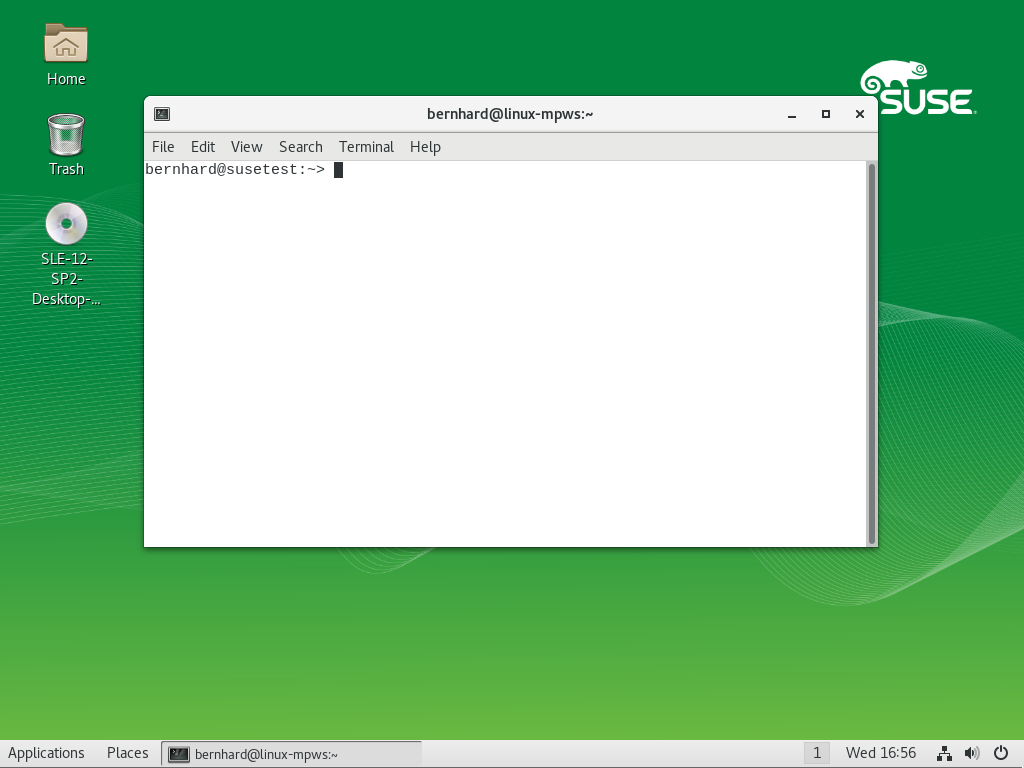 Home
Trash
SLE-12-
SP2-
Desktop-...
SUSE
bernhard@linux-mpws:~
File Edit View Search Terminal Help
bernhard@susetest:~>
Applications Places bernhard@linux-mpws:~ 1 Wed 16:56